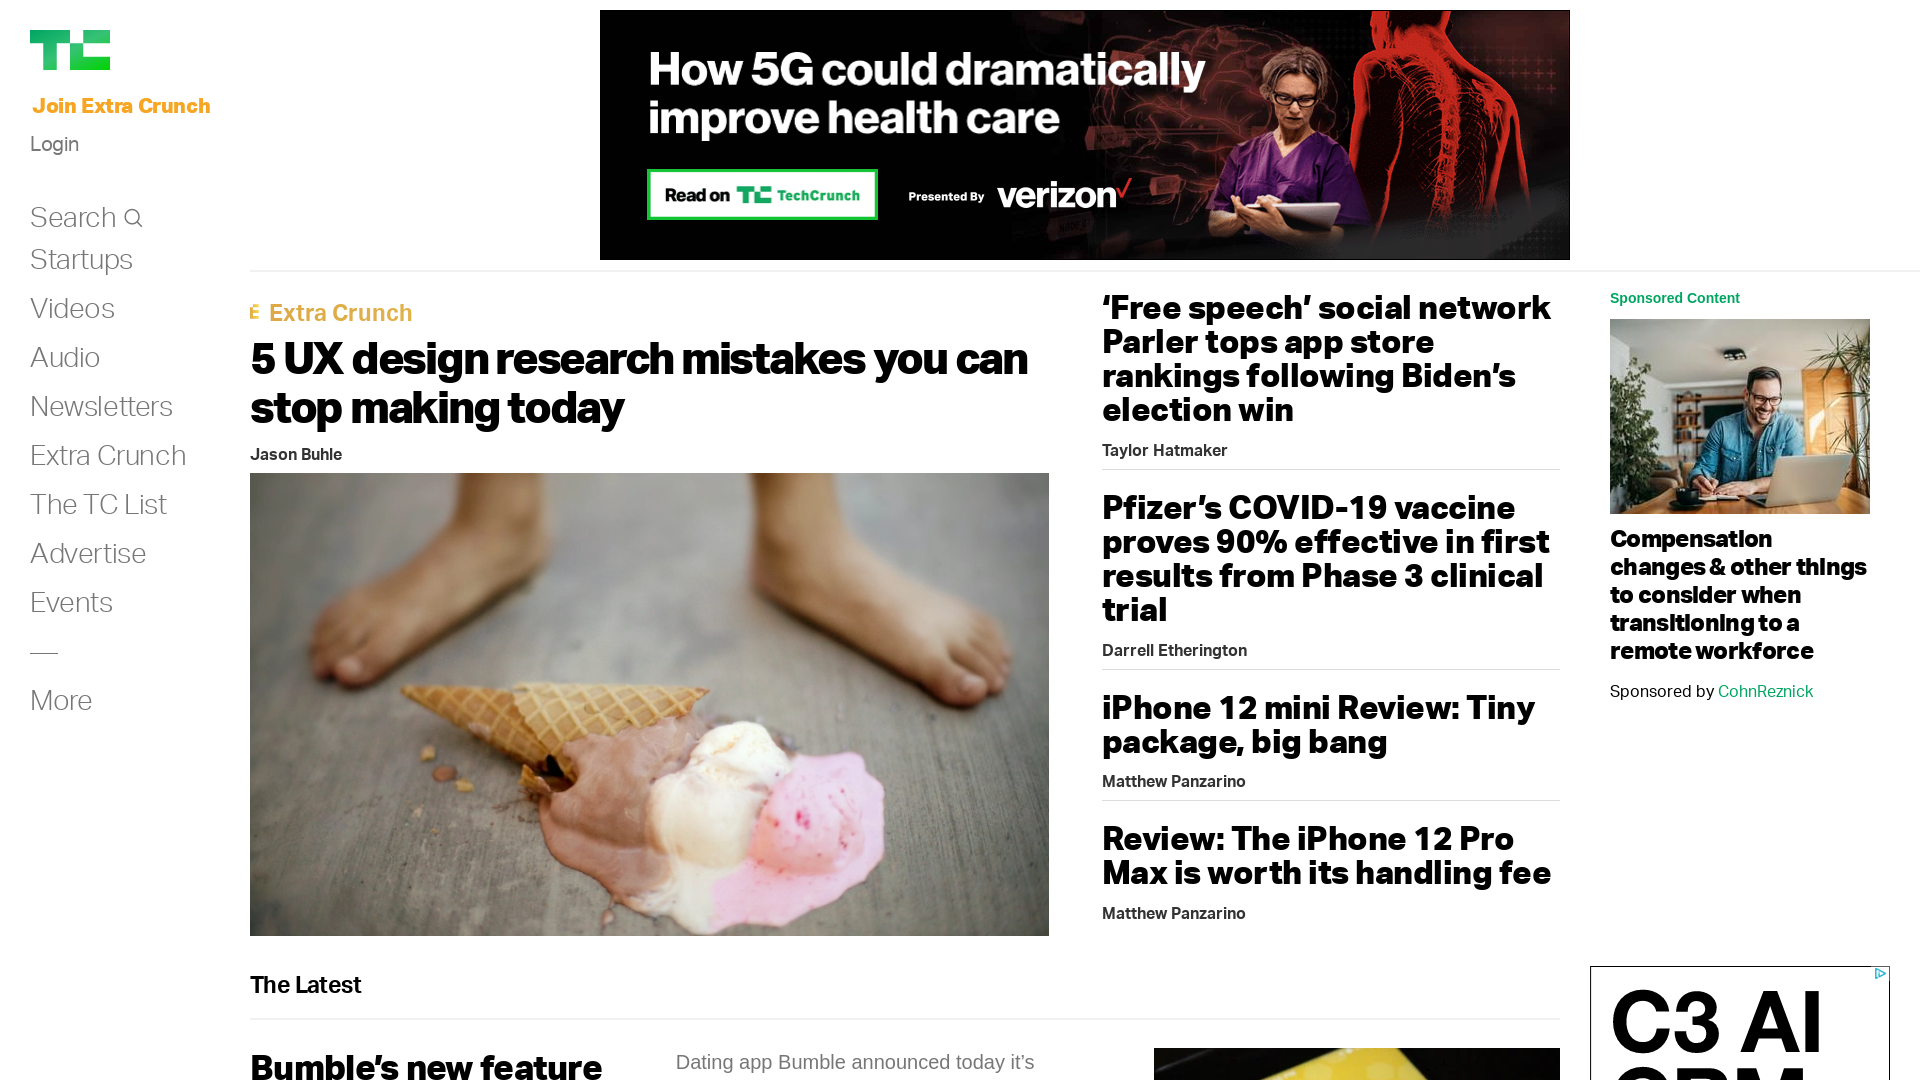 TC
Join Extra Crunch
Login
Search
Startups
Videos
Audio
Newsletters
Extra Crunch
The TC List
Advertise
Events
—
More
How 5G could dramatically
improve health care
Read on TC TechCrunch
Presented By verizon
Extra Crunch
5 UX design research mistakes you can
stop making today
Jason Buhle
‘Free speech’ social network
Parler tops app store
rankings following Biden’s
election win
Taylor Hatmaker
Pfizer’s COVID-19 vaccine
proves 90% effective in first
results from Phase 3 clinical
trial
Darrell Etherington
iPhone 12 mini Review: Tiny
package, big bang
Matthew Panzarino
Review: The iPhone 12 Pro
Max is worth its handling fee
Matthew Panzarino
Sponsored Content
Compensation
changes & other things
to consider when
transitioning to a
remote workforce
Sponsored by CohnReznick
The Latest
Bumble’s new feature
Dating app Bumble announced today it’s
C3 AI
CRM